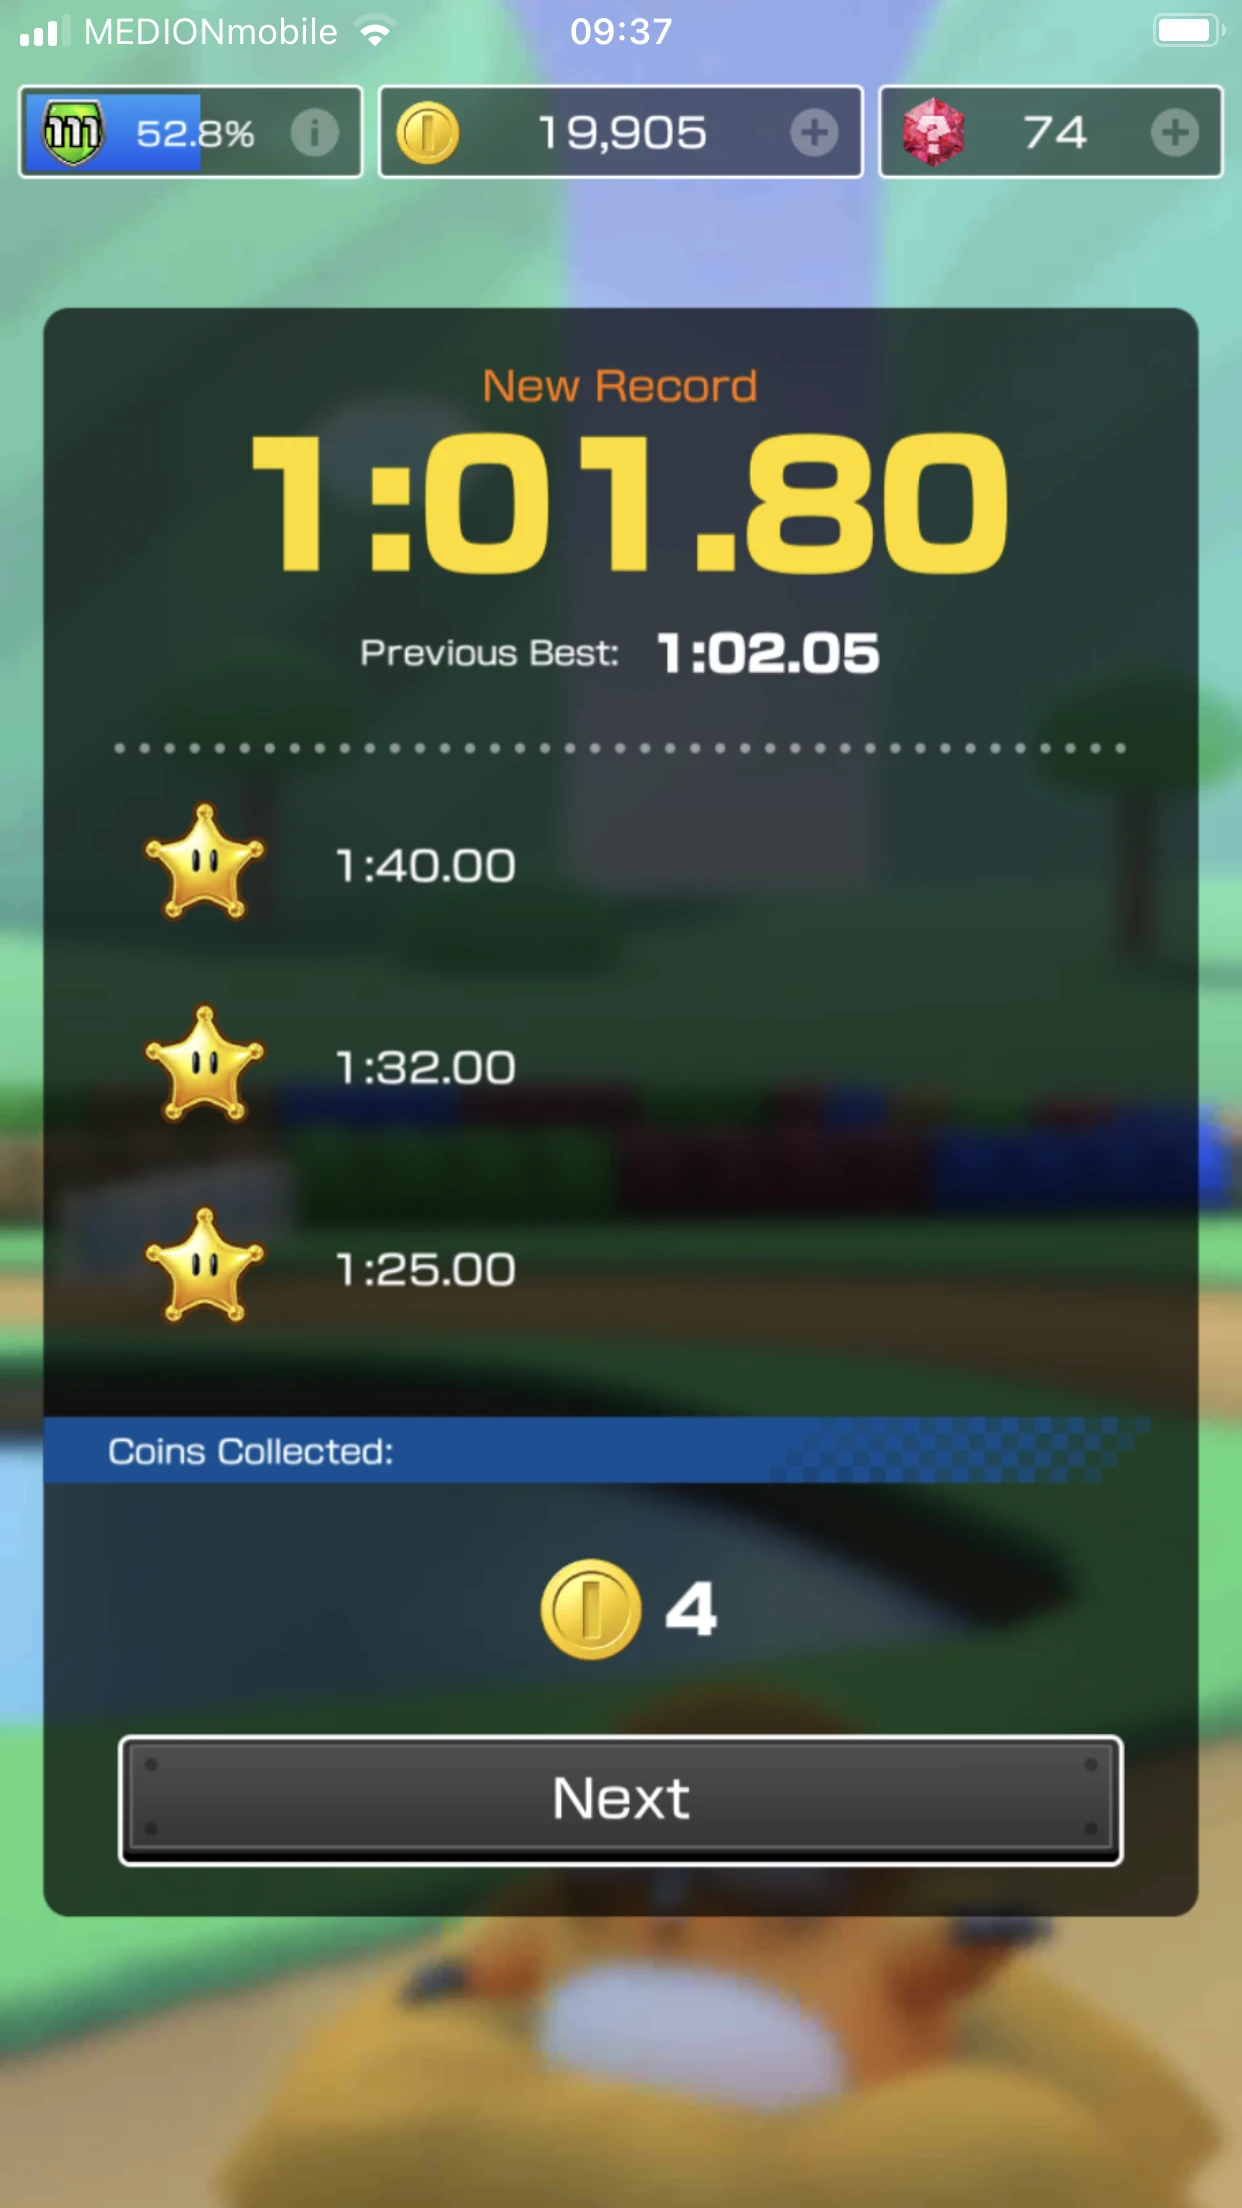 MEDIONmobile 09:37
111 52.8% i 19,905 + ? 74 +
New Record
1:01.80
Previous Best: 1:02.05
1:40.00
1:32.00
1:25.00
Coins Collected:
4
Next